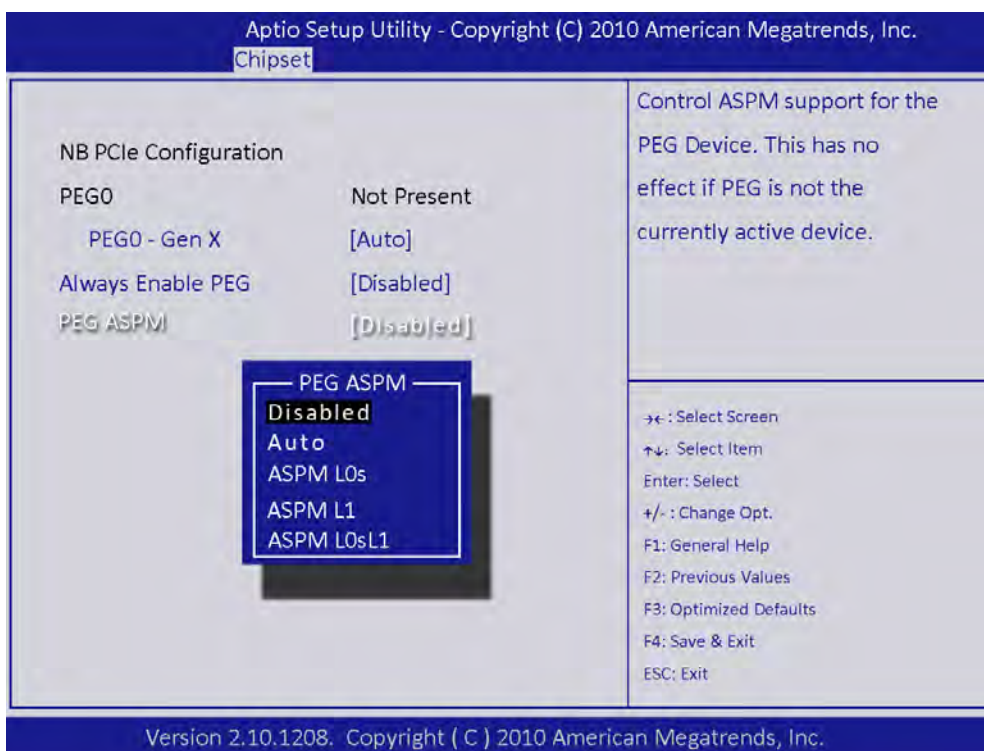 Aptio Setup Utility - Copyright (C) 2010 American Megatrends, Inc.
Chipset
NB PCIe Configuration
PEG0 Not Present
PEG0 - Gen X [Auto]
Always Enable PEG [Disabled]
PEG ASPM [Disabled]
PEG ASPM
Disabled
Auto
ASPM L0s
ASPM L1
ASPM L0sL1
Control ASPM support for the
PEG Device. This has no
effect if PEG is not the
currently active device.
→←: Select Screen
↑↓: Select Item
Enter: Select
+/- : Change Opt.
F1: General Help
F2: Previous Values
F3: Optimized Defaults
F4: Save & Exit
ESC: Exit
Version 2.10.1208. Copyright ( C ) 2010 American Megatrends, Inc.